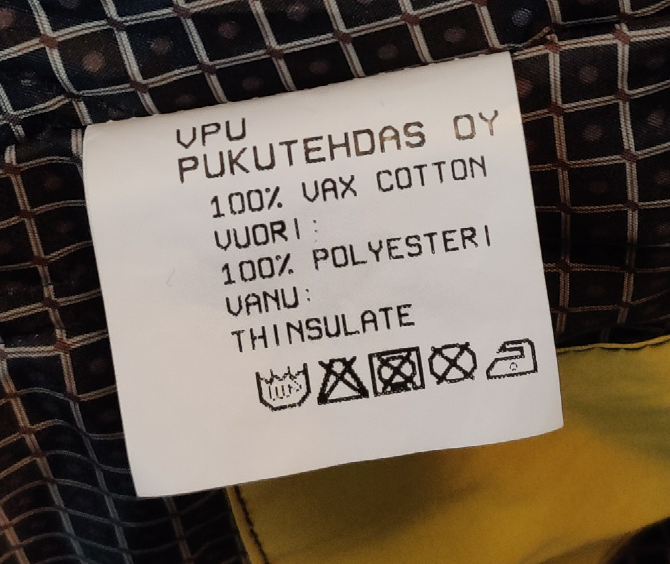 VPU
PUKUTEHDAS OY
100% VAX COTTON
VUORI:
100% POLYESTERI
VANU:
THINSULATE